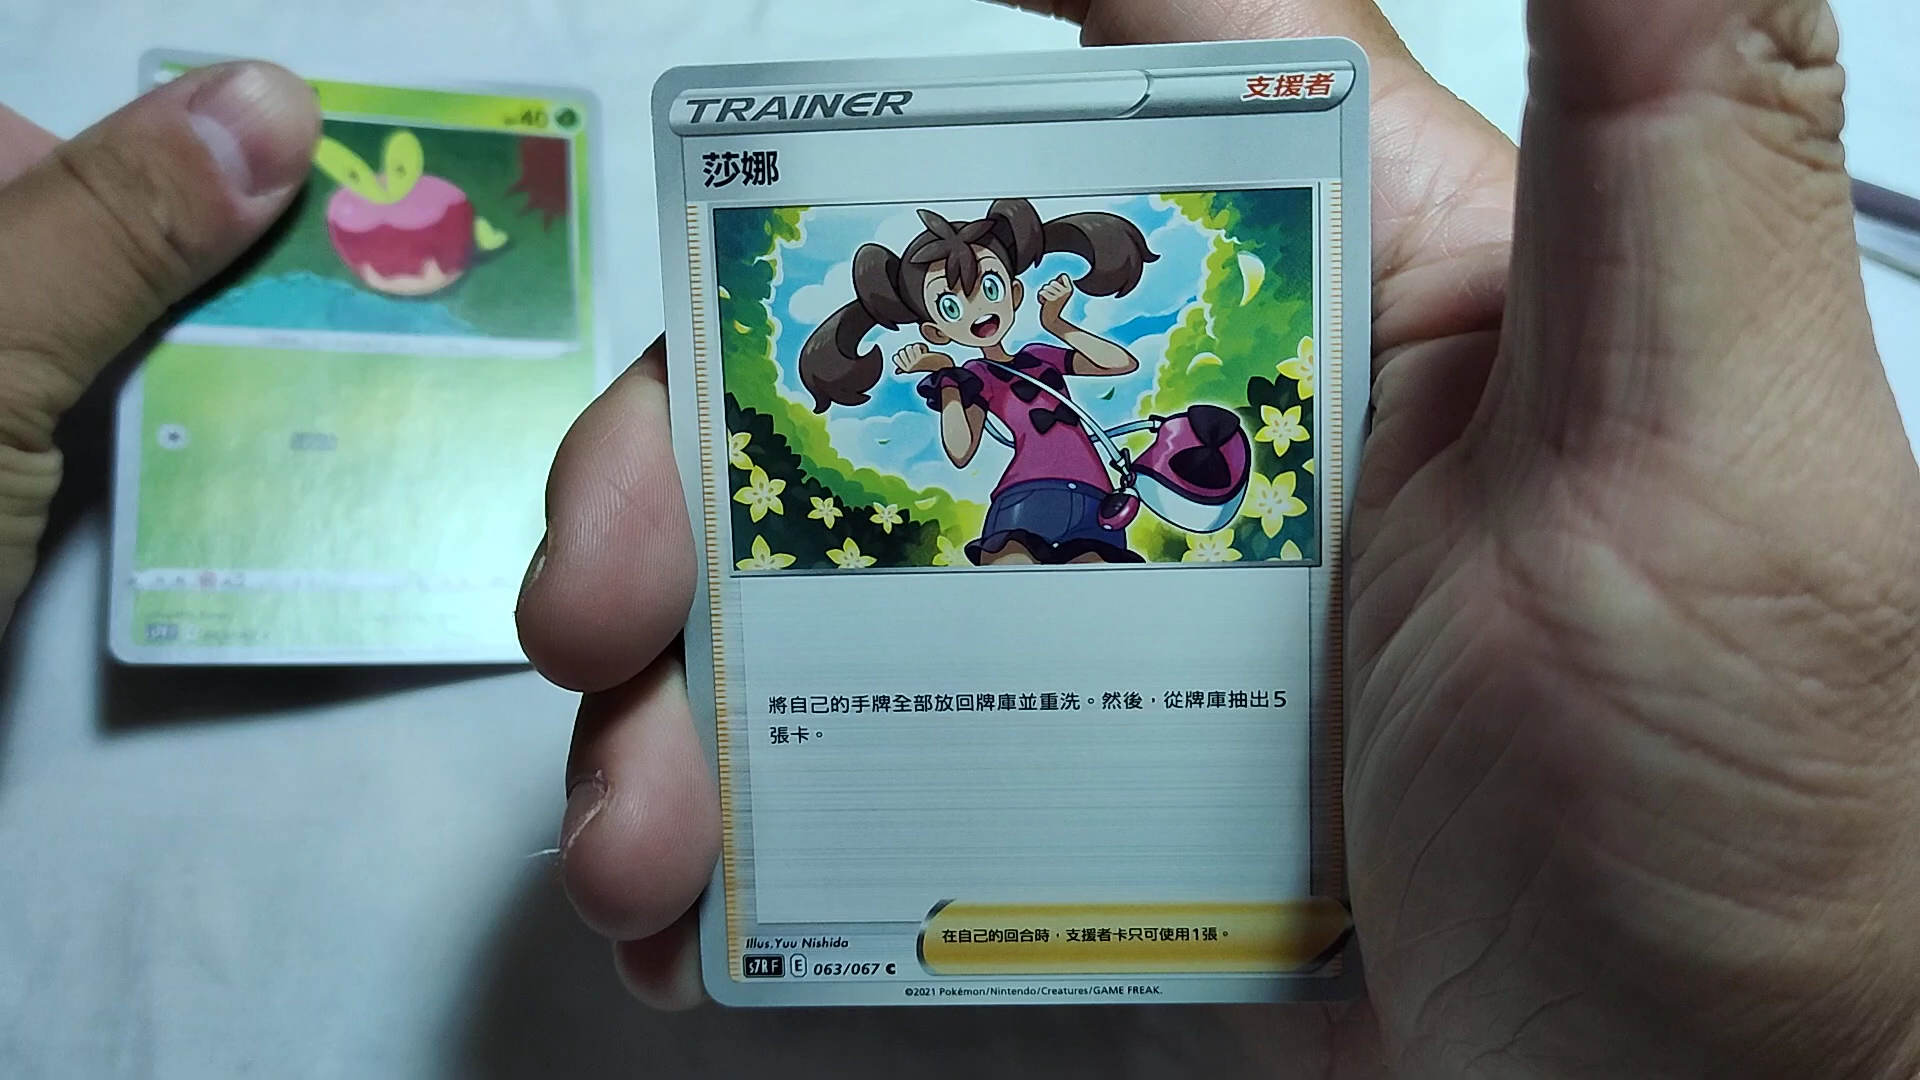 40
TRAINER
支援者
莎娜
將自己的手牌全部放回牌庫並重洗。然後，從牌庫抽出5
張卡。
在自己的回合時，支援者卡只可使用1張。
Illus.Yuu Nishida
s7R F E 063/067 C
©2021 Pokémon/Nintendo/Creatures/GAME FREAK.